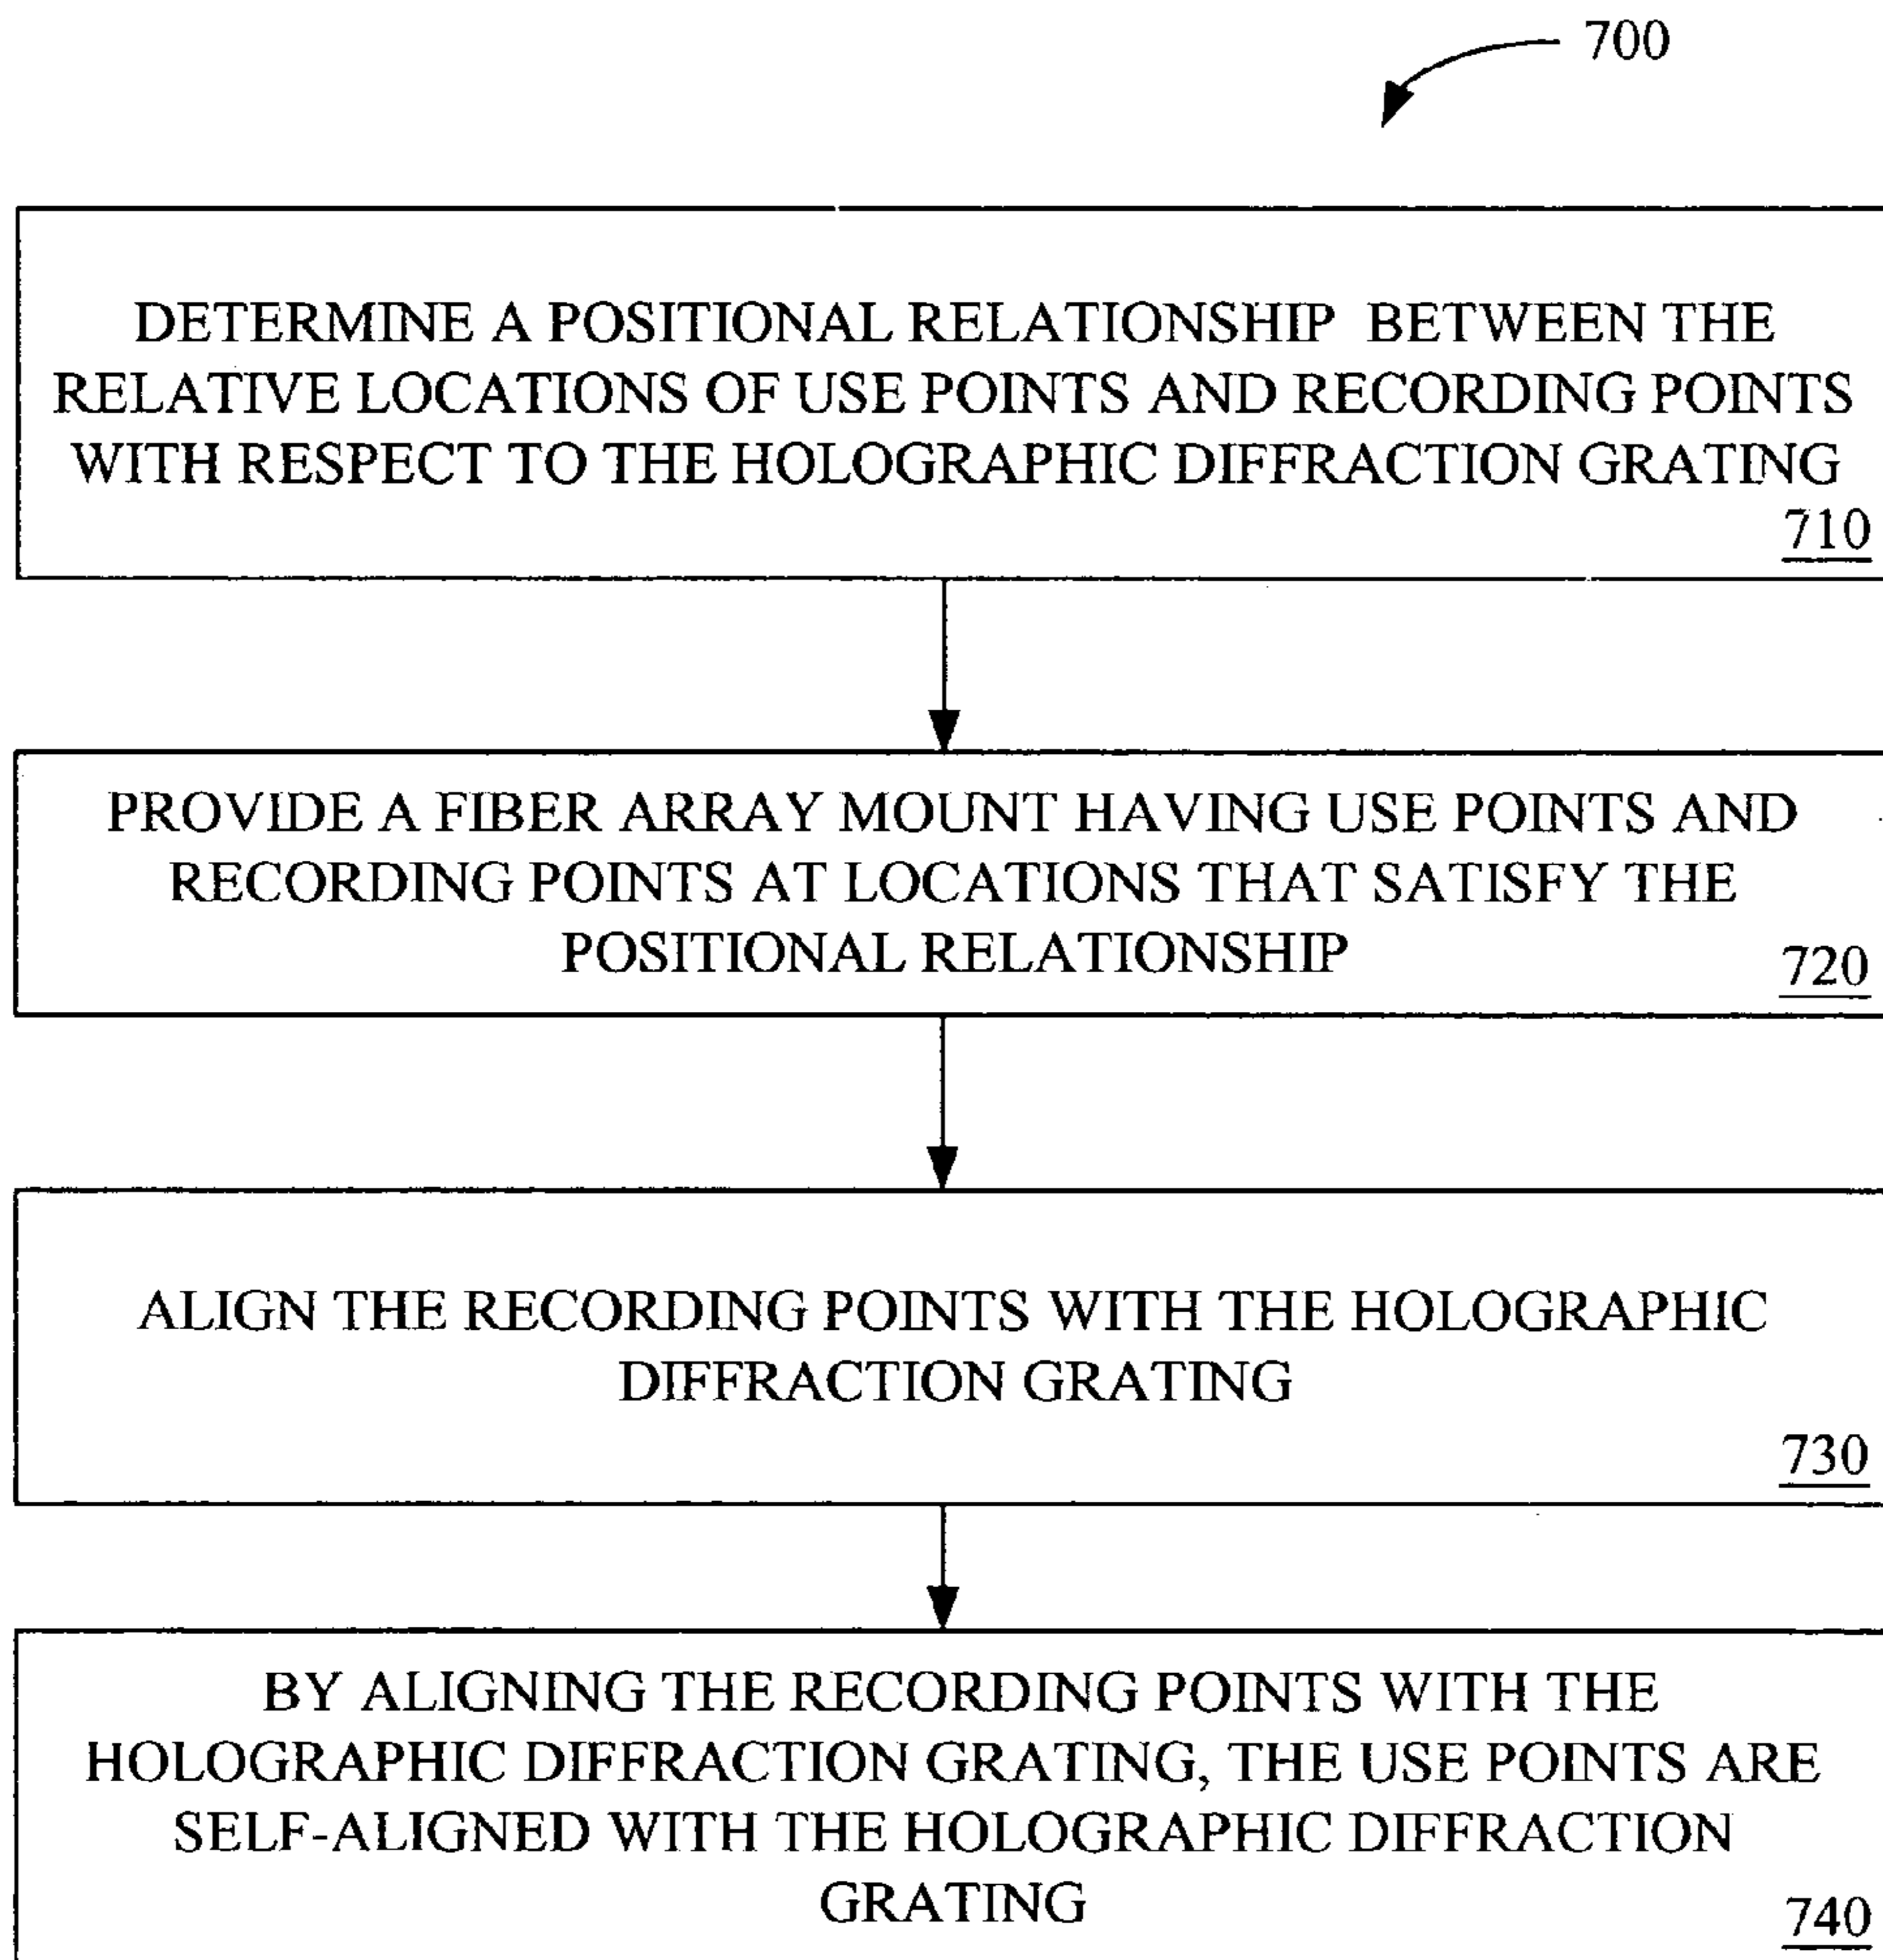 700
DETERMINE A POSITIONAL RELATIONSHIP BETWEEN THE
RELATIVE LOCATIONS OF USE POINTS AND RECORDING POINTS
WITH RESPECT TO THE HOLOGRAPHIC DIFFRACTION GRATING
710
PROVIDE A FIBER ARRAY MOUNT HAVING USE POINTS AND
RECORDING POINTS AT LOCATIONS THAT SATISFY THE
POSITIONAL RELATIONSHIP
720
ALIGN THE RECORDING POINTS WITH THE HOLOGRAPHIC
DIFFRACTION GRATING
730
BY ALIGNING THE RECORDING POINTS WITH THE
HOLOGRAPHIC DIFFRACTION GRATING, THE USE POINTS ARE
SELF-ALIGNED WITH THE HOLOGRAPHIC DIFFRACTION
GRATING
740